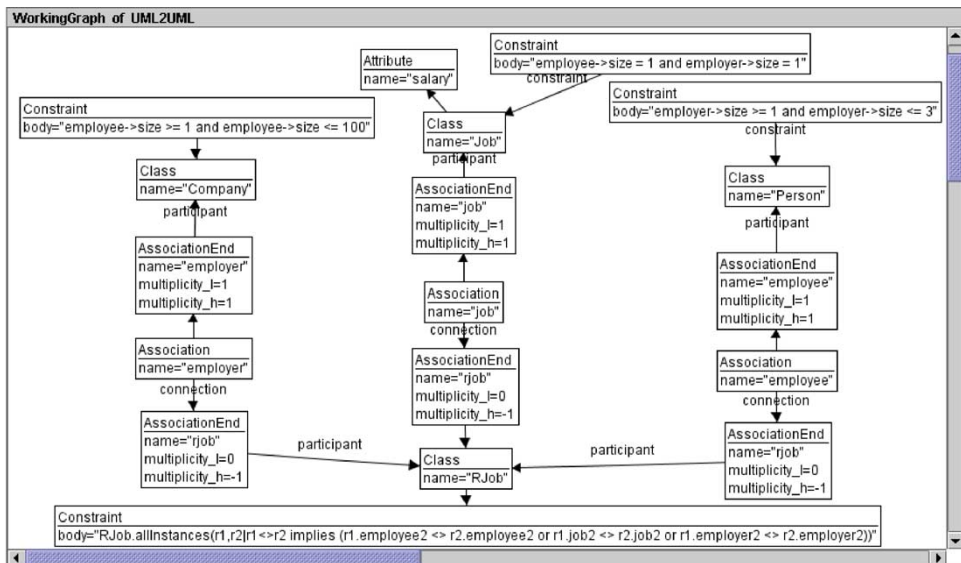 WorkingGraph of UML2UML
Constraint
body="employee->size = 1 and employer->size = 1"
constraint
Attribute
name="salary"
Constraint
body="employer->size >= 1 and employer->size <= 3"
constraint
Constraint
body="employee->size >= 1 and employee->size <= 100"
Class
name="Job"
participant
Class
name="Company"
participant
Class
name="Person"
participant
AssociationEnd
name="job"
multiplicity_l=1
multiplicity_h=1
AssociationEnd
name="employer"
multiplicity_l=1
multiplicity_h=1
AssociationEnd
name="employee"
multiplicity_l=1
multiplicity_h=1
Association
name="job"
connection
Association
name="employer"
connection
Association
name="employee"
connection
AssociationEnd
name="rjob"
multiplicity_l=0
multiplicity_h=-1
AssociationEnd
name="rjob"
multiplicity_l=0
multiplicity_h=-1
AssociationEnd
name="rjob"
multiplicity_l=0
multiplicity_h=-1
participant
participant
Class
name="RJob"
Constraint
body="RJob.allInstances(r1,r2|r1<>r2 implies (r1.employee2 <> r2.employee2 or r1.job2 <> r2.job2 or r1.employer2 <> r2.employer2))"